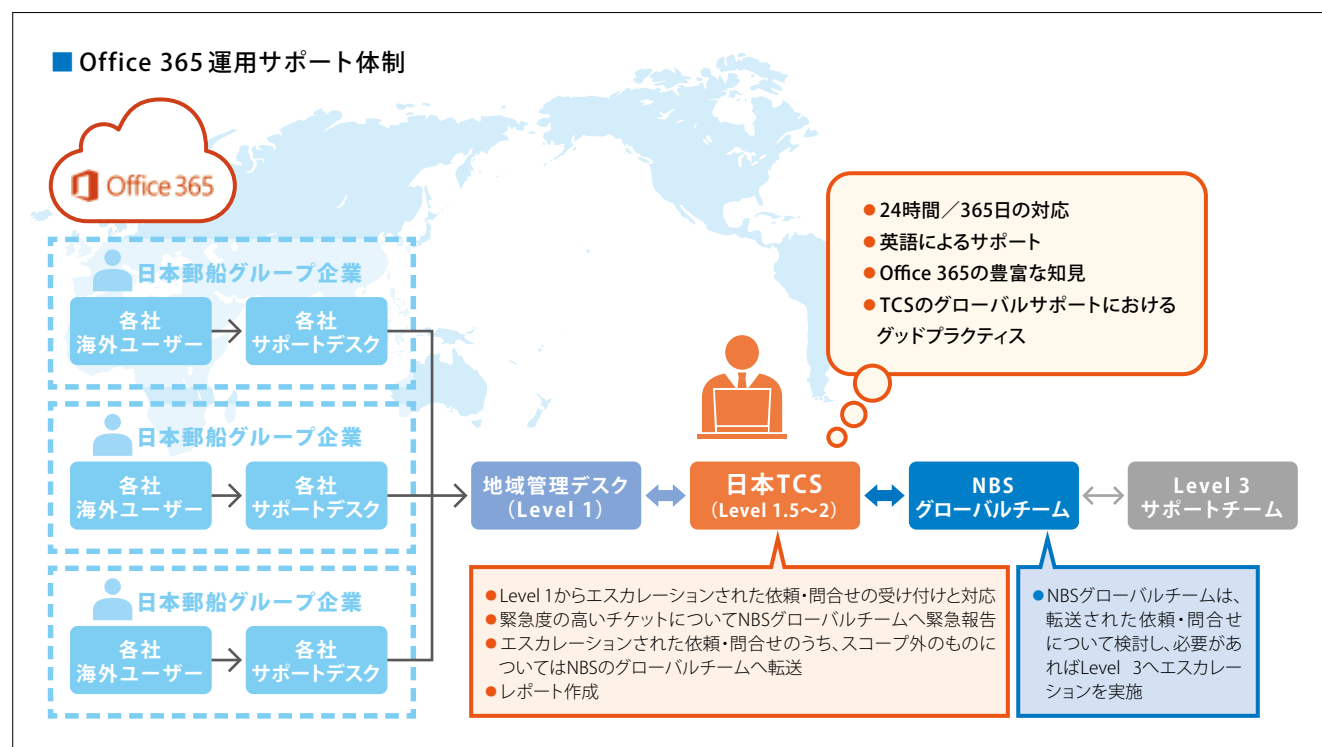 ■ Office 365 運用サポート体制
Office 365
日本郵船グループ企業
各社
海外ユーザー
各社
サポートデスク
日本郵船グループ企業
各社
海外ユーザー
各社
サポートデスク
日本郵船グループ企業
各社
海外ユーザー
各社
サポートデスク
地域管理デスク
（Level 1）
日本TCS
（Level 1.5～2）
NBS
グローバルチーム
Level 3
サポートチーム
● 24時間／365日の対応
● 英語によるサポート
● Office 365の豊富な知見
● TCSのグローバルサポートにおける
グッドプラクティス
● Level 1からエスカレーションされた依頼・問合せの受け付けと対応
● 緊急度の高いチケットについてNBSグローバルチームへ緊急報告
● エスカレーションされた依頼・問合せのうち、スコープ外のものに
ついてはNBSのグローバルチームへ転送
● レポート作成
● NBSグローバルチームは、
転送された依頼・問合せ
について検討し、必要があ
ればLevel 3へエスカレー
ションを実施